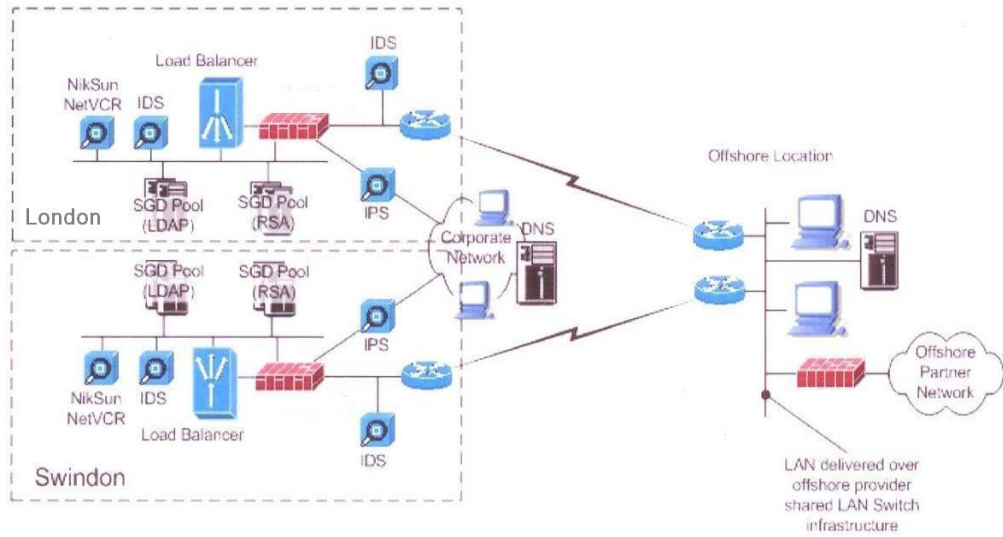 IDS
Load Balancer
NikSun
NetVCR
IDS
Offshore Location
London
SGD Pool
(LDAP)
SGD Pool
(RSA)
IPS
Corporate
Network
DNS
DNS
SGD Pool
(LDAP)
SGD Pool
(RSA)
IPS
NikSun
NetVCR
IDS
Load Balancer
IDS
Offshore
Partner
Network
Swindon
LAN delivered over
offshore provider
shared LAN Switch
infrastructure